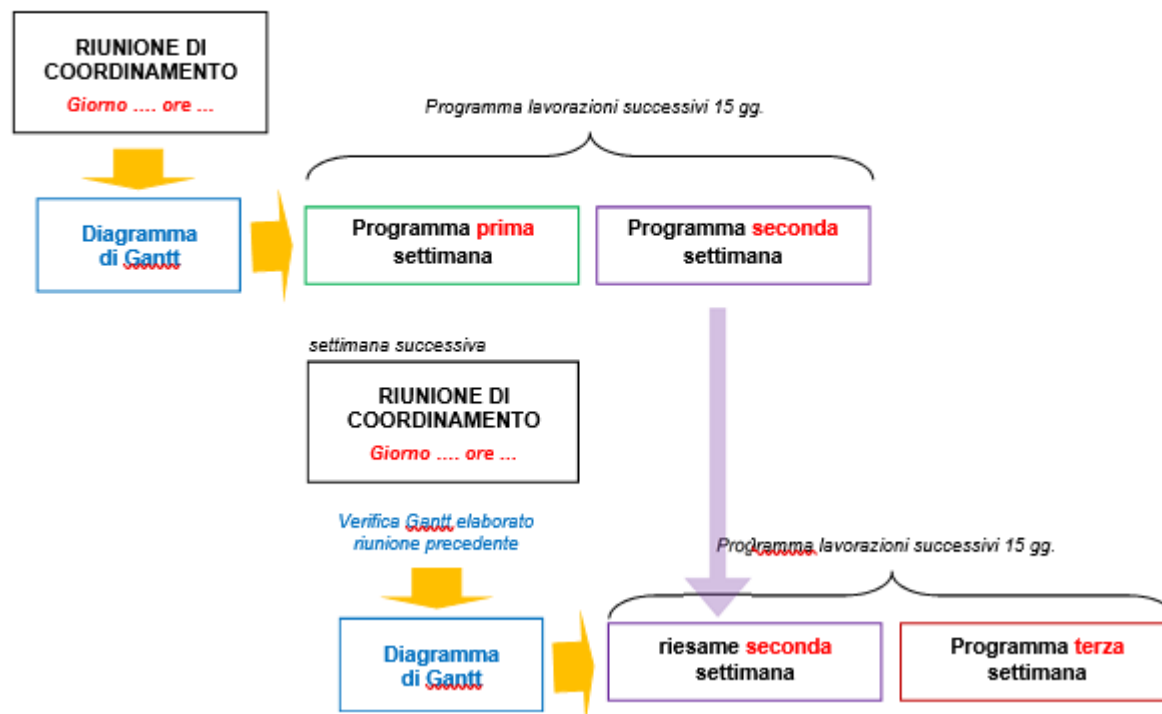 RIUNIONE DI
COORDINAMENTO
Giorno .... ore ...
Programma lavorazioni successivi 15 gg.
Diagramma
di Gantt
Programma prima
settimana
Programma seconda
settimana
settimana successiva
RIUNIONE DI
COORDINAMENTO
Giorno .... ore ...
Verifica Gantt elaborato
riunione precedente
Programma lavorazioni successivi 15 gg.
Diagramma
di Gantt
riesame seconda
settimana
Programma terza
settimana